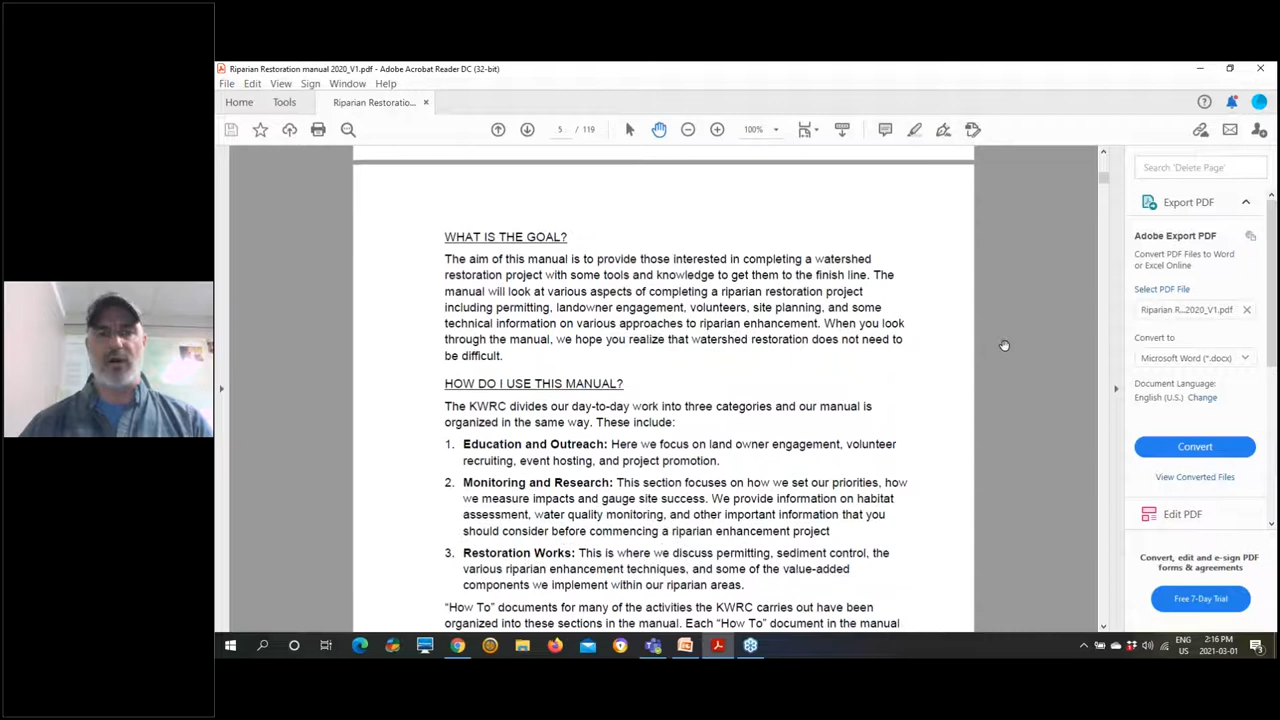 Riparian Restoration manual 2020_V1.pdf - Adobe Acrobat Reader DC (32-bit)
File Edit View Sign Window Help
Home Tools Riparian Restoratio... ×
5 / 119 100%
WHAT IS THE GOAL?
The aim of this manual is to provide those interested in completing a watershed
restoration project with some tools and knowledge to get them to the finish line. The
manual will look at various aspects of completing a riparian restoration project
including permitting, landowner engagement, volunteers, site planning, and some
technical information on various approaches to riparian enhancement. When you look
through the manual, we hope you realize that watershed restoration does not need to
be difficult.
HOW DO I USE THIS MANUAL?
The KWRC divides our day-to-day work into three categories and our manual is
organized in the same way. These include:
1. Education and Outreach: Here we focus on land owner engagement, volunteer
recruiting, event hosting, and project promotion.
2. Monitoring and Research: This section focuses on how we set our priorities, how
we measure impacts and gauge site success. We provide information on habitat
assessment, water quality monitoring, and other important information that you
should consider before commencing a riparian enhancement project
3. Restoration Works: This is where we discuss permitting, sediment control, the
various riparian enhancement techniques, and some of the value-added
components we implement within our riparian areas.
“How To” documents for many of the activities the KWRC carries out have been
organized into these sections in the manual. Each “How To” document in the manual
Search 'Delete Page'
Export PDF
Adobe Export PDF
Convert PDF Files to Word
or Excel Online
Select PDF File
Riparian R...2020_V1.pdf ×
Convert to
Microsoft Word (*.docx)
Document Language:
English (U.S.) Change
Convert
View Converted Files
Edit PDF
Convert, edit and e-sign PDF
forms & agreements
Free 7-Day Trial
ENG
US
2:16 PM
2021-03-01
3